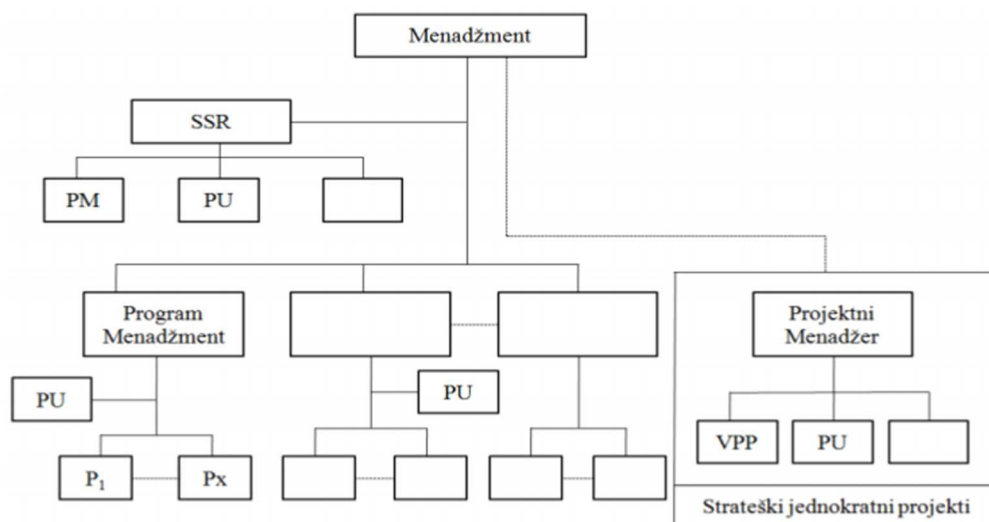 Menadžment
SSR
PM
PU
Program
Menadžment
Projektni
Menadžer
PU
PU
VPP
PU
P₁
Px
Strateški jednokratni projekti